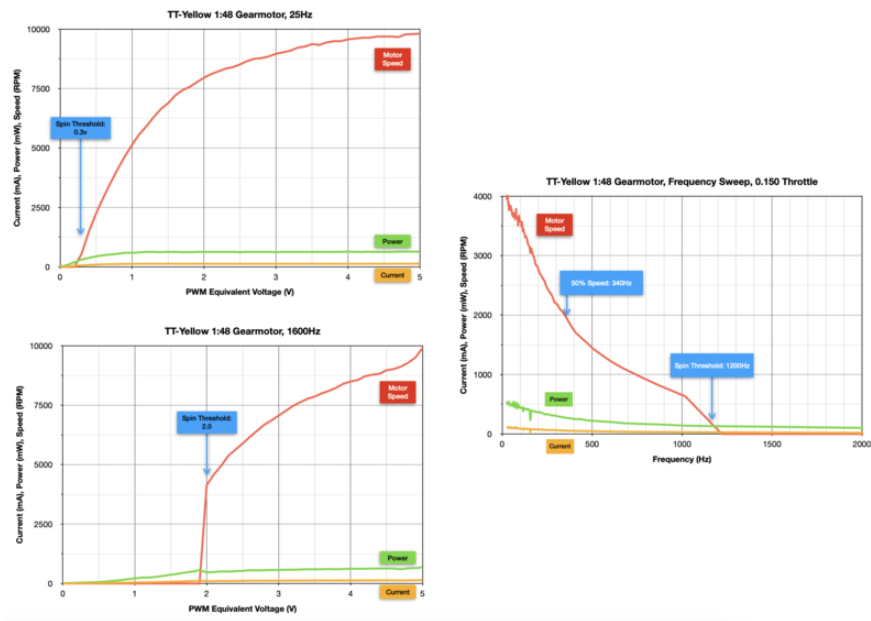 TT-Yellow 1:48 Gearmotor, 25Hz
Current (mA), Power (mW), Speed (RPM)
10000
7500
5000
2500
0
Motor
Speed
Spin Threshold:
0.3v
Power
Current
0 1 2 3 4 5
PWM Equivalent Voltage (V)
TT-Yellow 1:48 Gearmotor, 1600Hz
Current (mA), Power (mW), Speed (RPM)
10000
7500
5000
2500
0
Motor
Speed
Spin Threshold:
2.0
Power
Current
0 1 2 3 4 5
PWM Equivalent Voltage (V)
TT-Yellow 1:48 Gearmotor, Frequency Sweep, 0.150 Throttle
Current (mA), Power (mW), Speed (RPM)
4000
3000
2000
1000
0
Motor
Speed
50% Speed: 340Hz
Spin Threshold: 1200Hz
Power
Current
0 500 1000 1500 2000
Frequency (Hz)